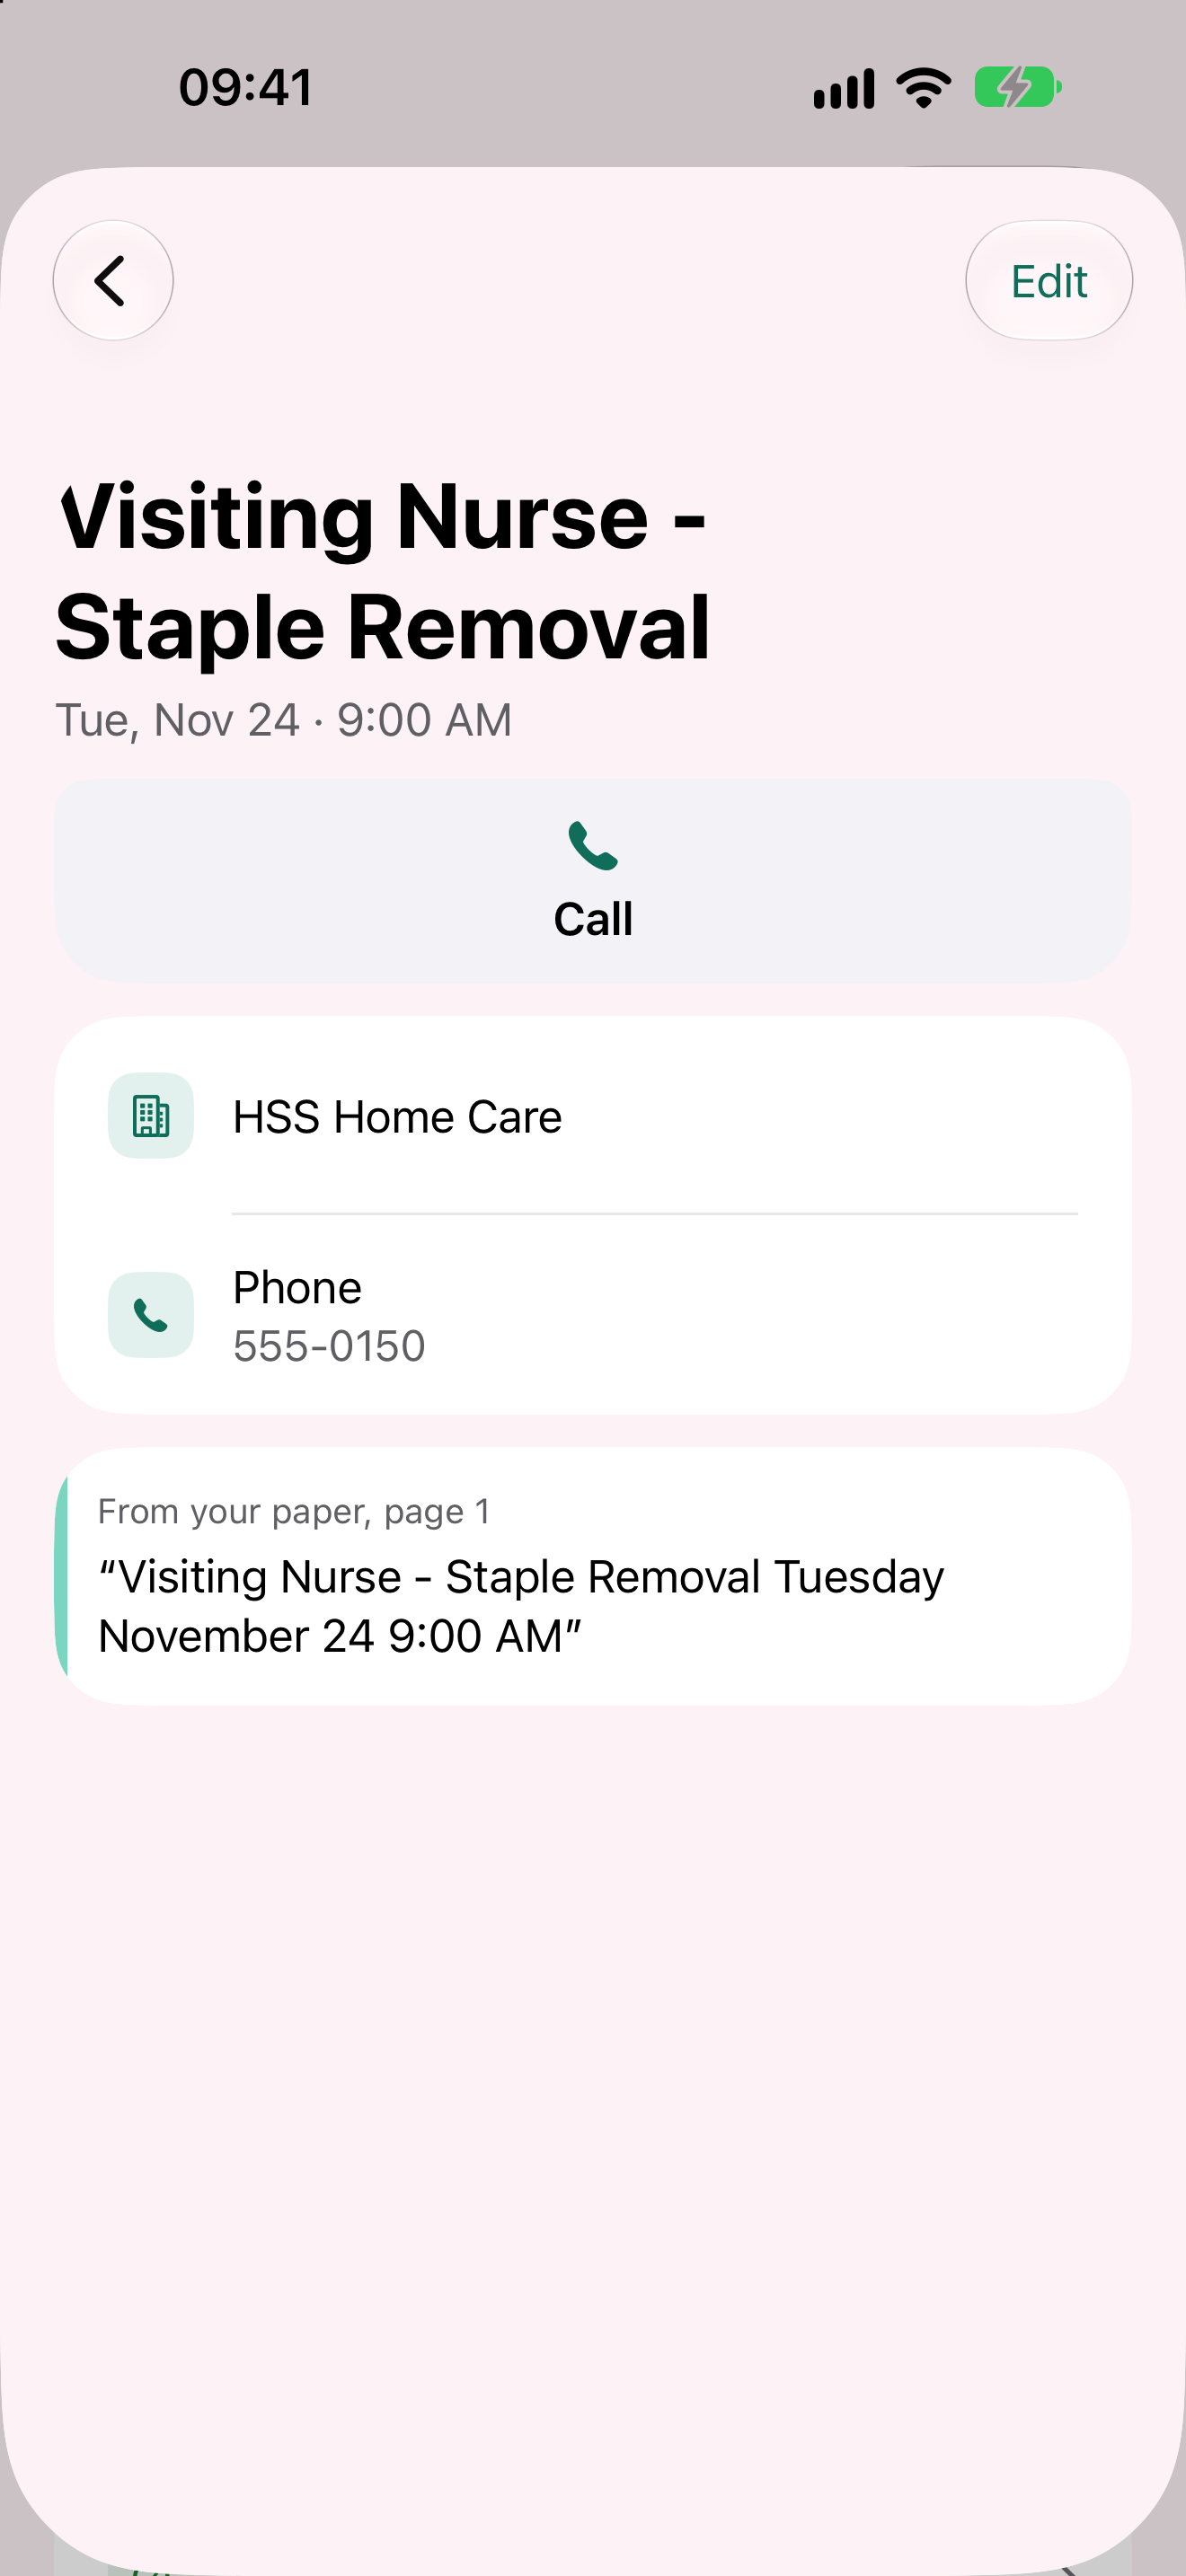 09:41
Edit
Visiting Nurse -
Staple Removal
Tue, Nov 24 · 9:00 AM
Call
HSS Home Care
Phone
555-0150
From your paper, page 1
“Visiting Nurse - Staple Removal Tuesday
November 24 9:00 AM”